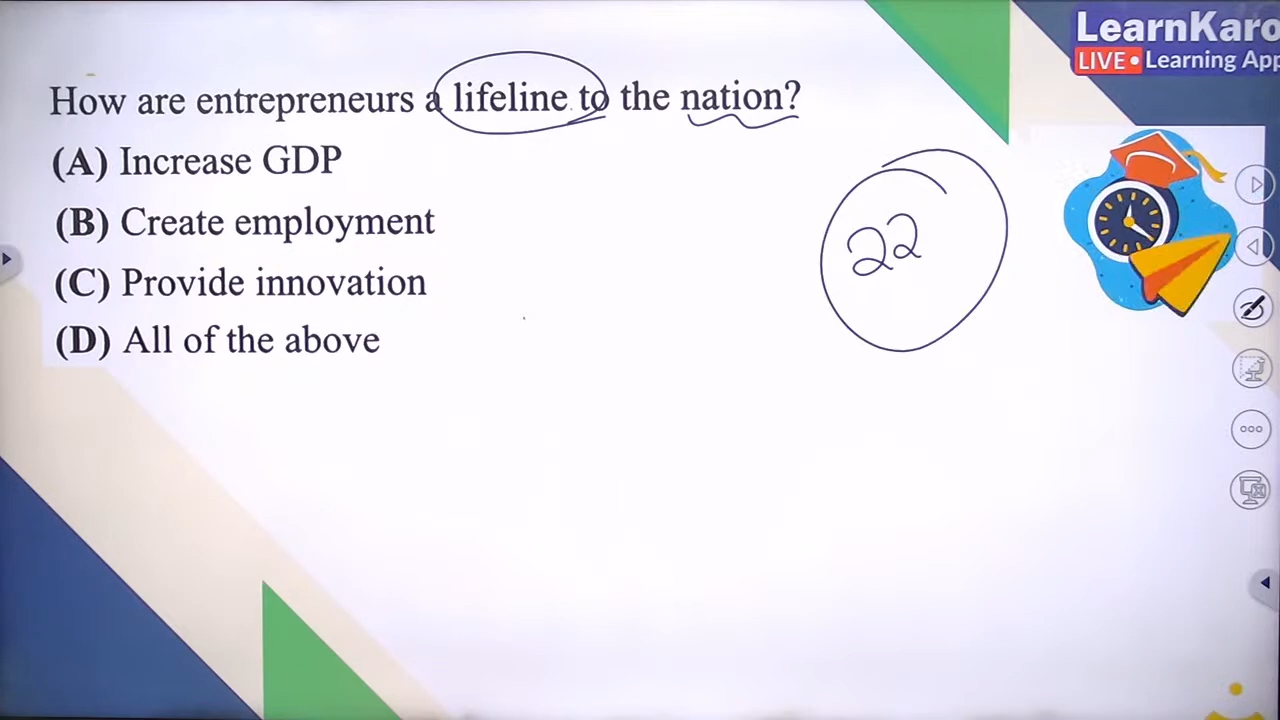 LearnKaro
LIVE • Learning App
How are entrepreneurs a lifeline to the nation?
(A) Increase GDP
(B) Create employment
(C) Provide innovation
(D) All of the above
22